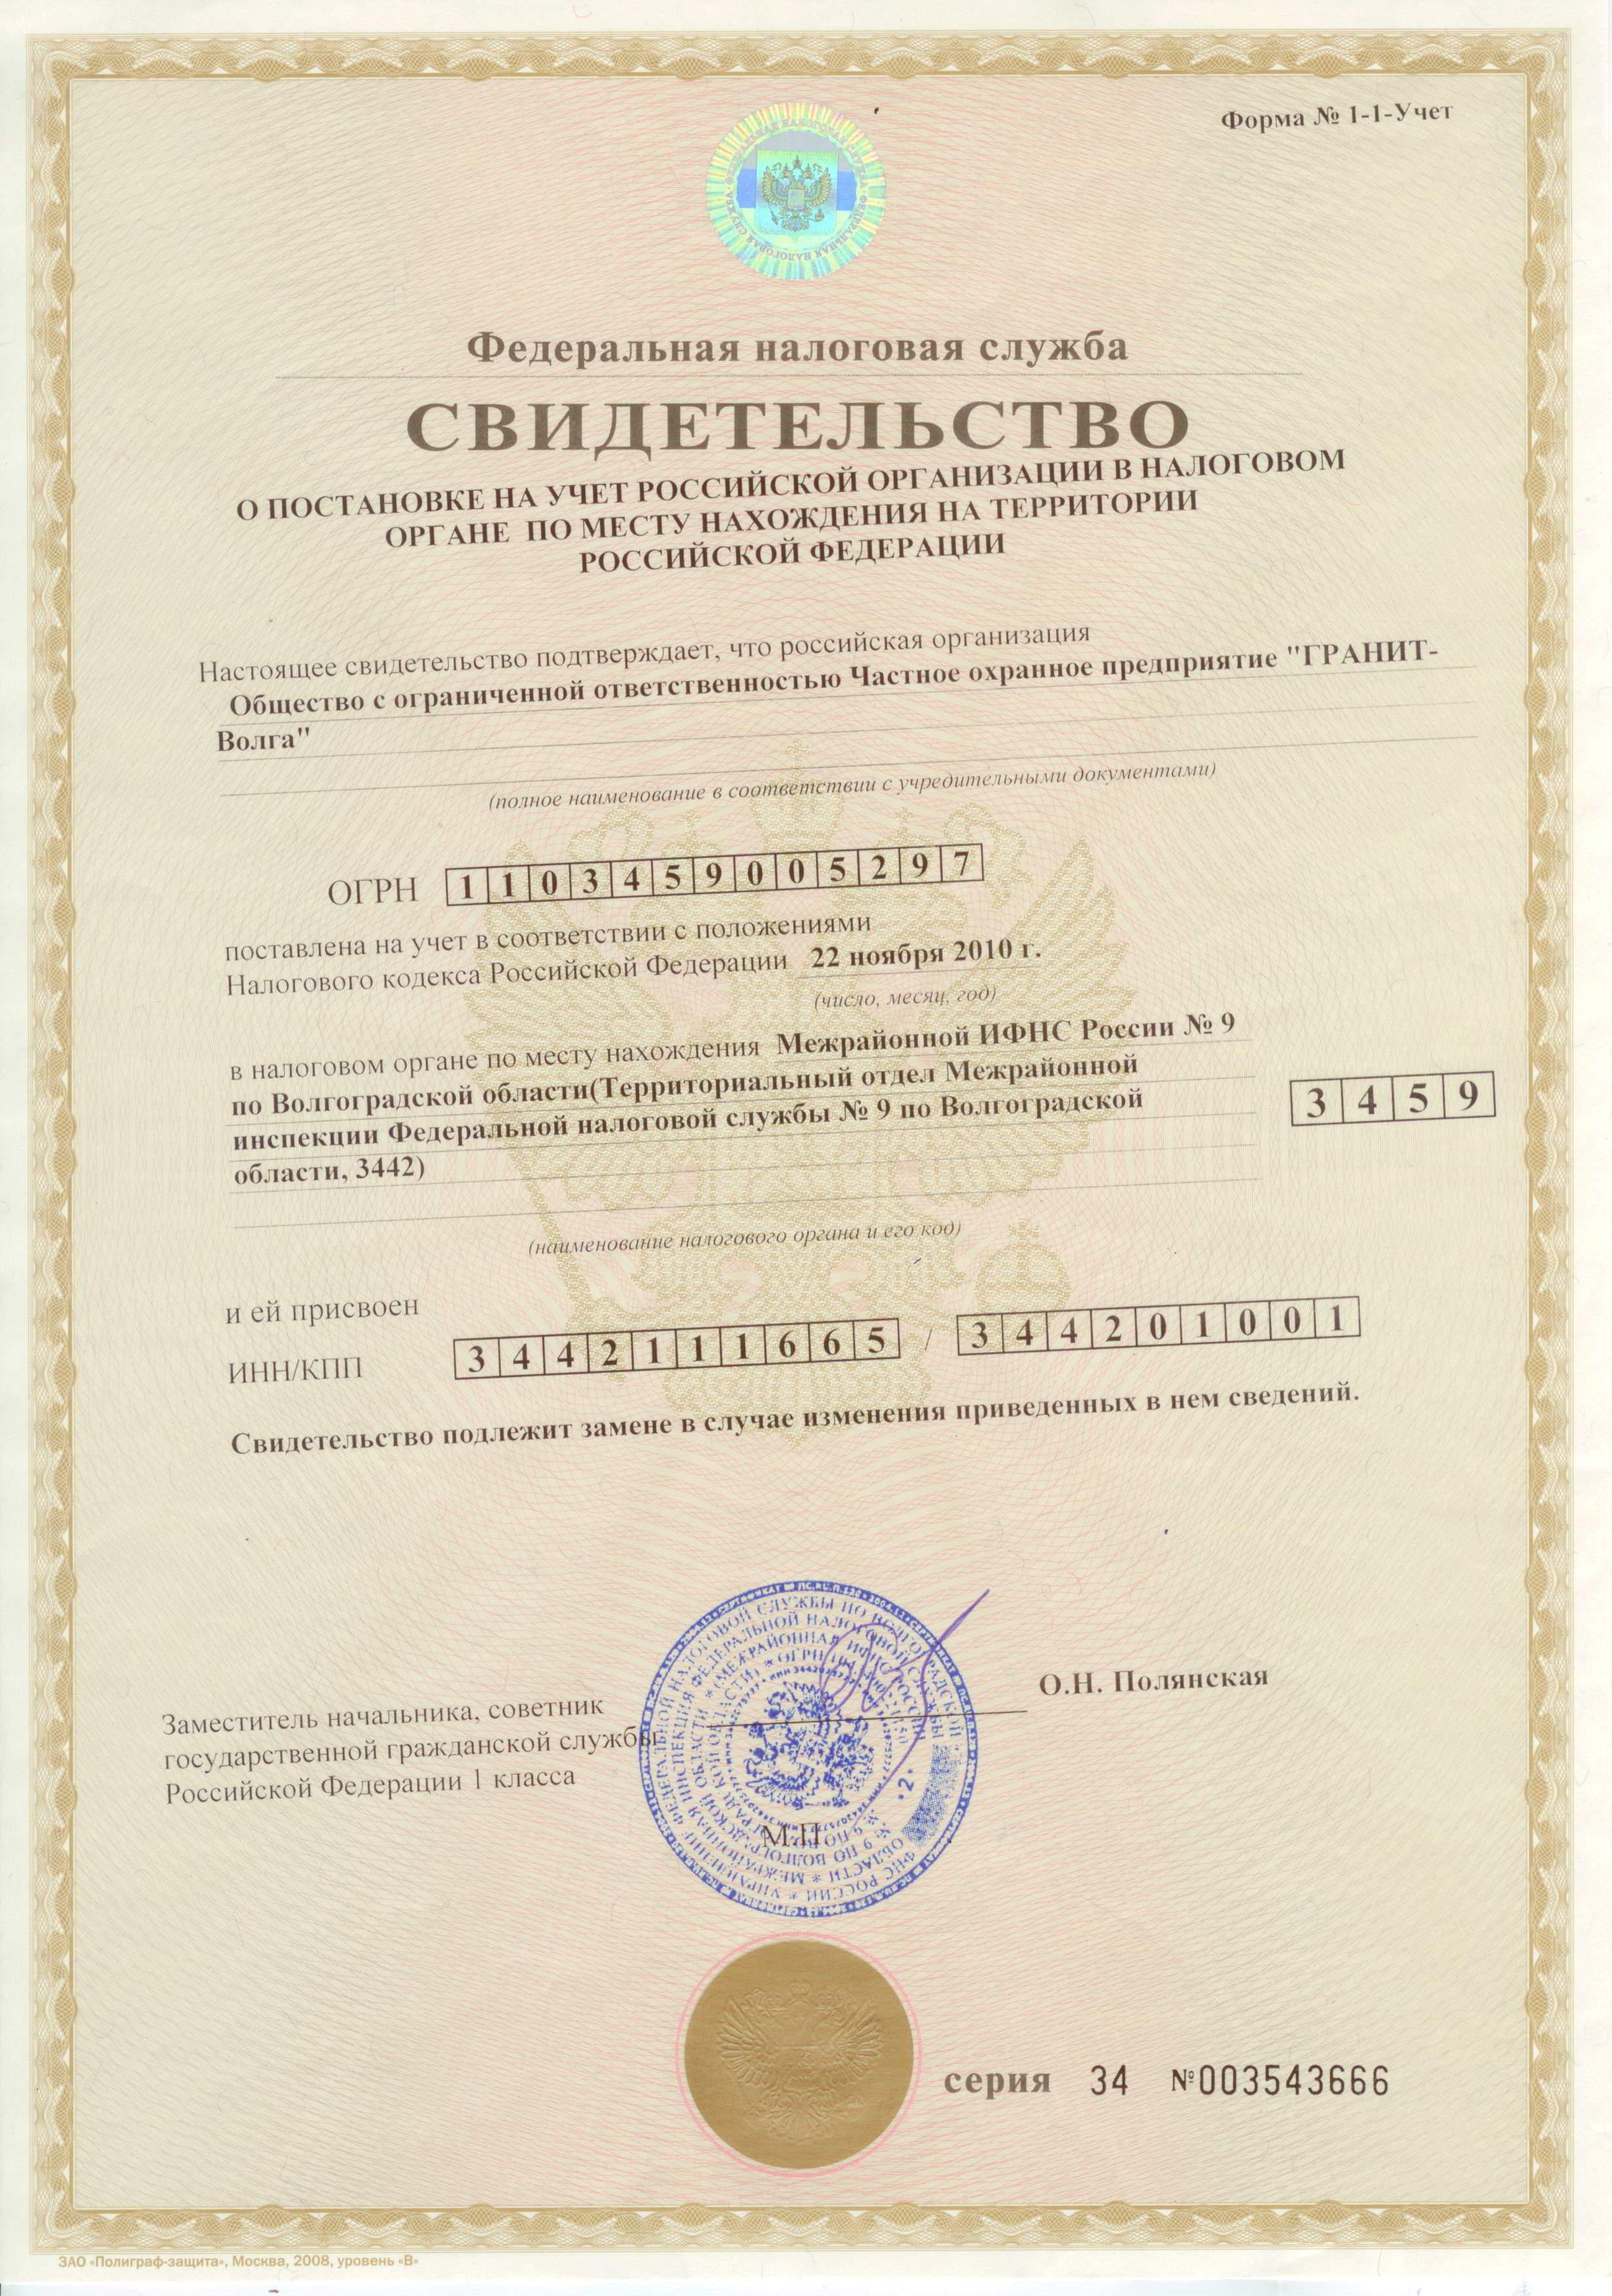 Форма № 1-1-Учет
Федеральная налоговая служба
СВИДЕТЕЛЬСТВО
О ПОСТАНОВКЕ НА УЧЕТ РОССИЙСКОЙ ОРГАНИЗАЦИИ В НАЛОГОВОМ
ОРГАНЕ ПО МЕСТУ НАХОЖДЕНИЯ НА ТЕРРИТОРИИ
РОССИЙСКОЙ ФЕДЕРАЦИИ
Настоящее свидетельство подтверждает, что российская организация
Общество с ограниченной ответственностью Частное охранное предприятие "ГРАНИТ-
Волга"
(полное наименование в соответствии с учредительными документами)
ОГРН 1103459005297
поставлена на учет в соответствии с положениями
Налогового кодекса Российской Федерации 22 ноября 2010 г.
(число, месяц, год)
в налоговом органе по месту нахождения Межрайонной ИФНС России № 9
по Волгоградской области(Территориальный отдел Межрайонной
инспекции Федеральной налоговой службы № 9 по Волгоградской
области, 3442)
3459
(наименование налогового органа и его код)
и ей присвоен
ИНН/КПП 3442111665 / 344201001
Свидетельство подлежит замене в случае изменения приведенных в нем сведений.
О.Н. Полянская
Заместитель начальника, советник
государственной гражданской службы
Российской Федерации 1 класса
М.П.
серия 34 №003543666
ЗАО «Полиграф-защита», Москва, 2008, уровень «В»